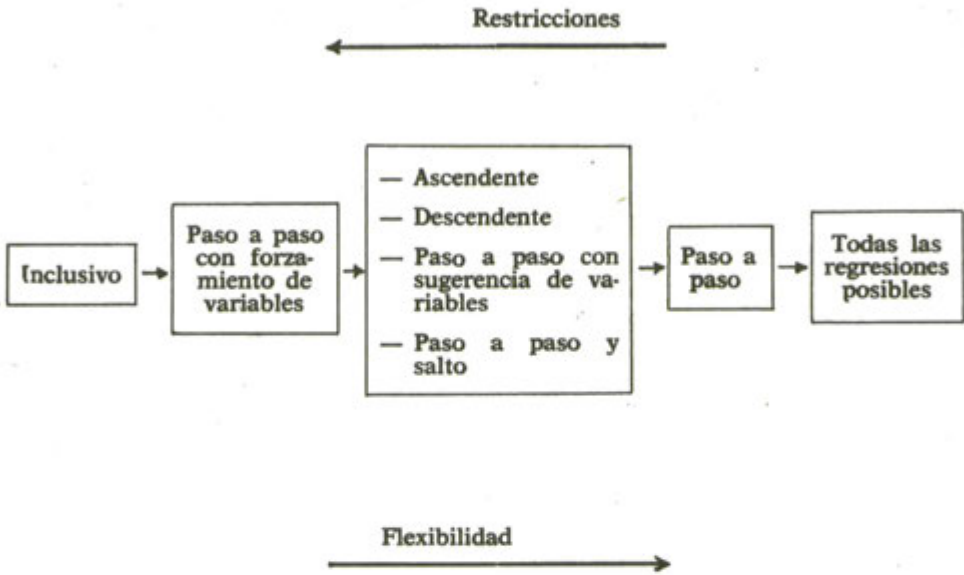 Restricciones
Inclusivo
Paso a paso
con forza-
miento de
variables
— Ascendente
— Descendente
— Paso a paso con
sugerencia de va-
riables
— Paso a paso y
salto
Paso a
paso
Todas las
regresiones
posibles
Flexibilidad